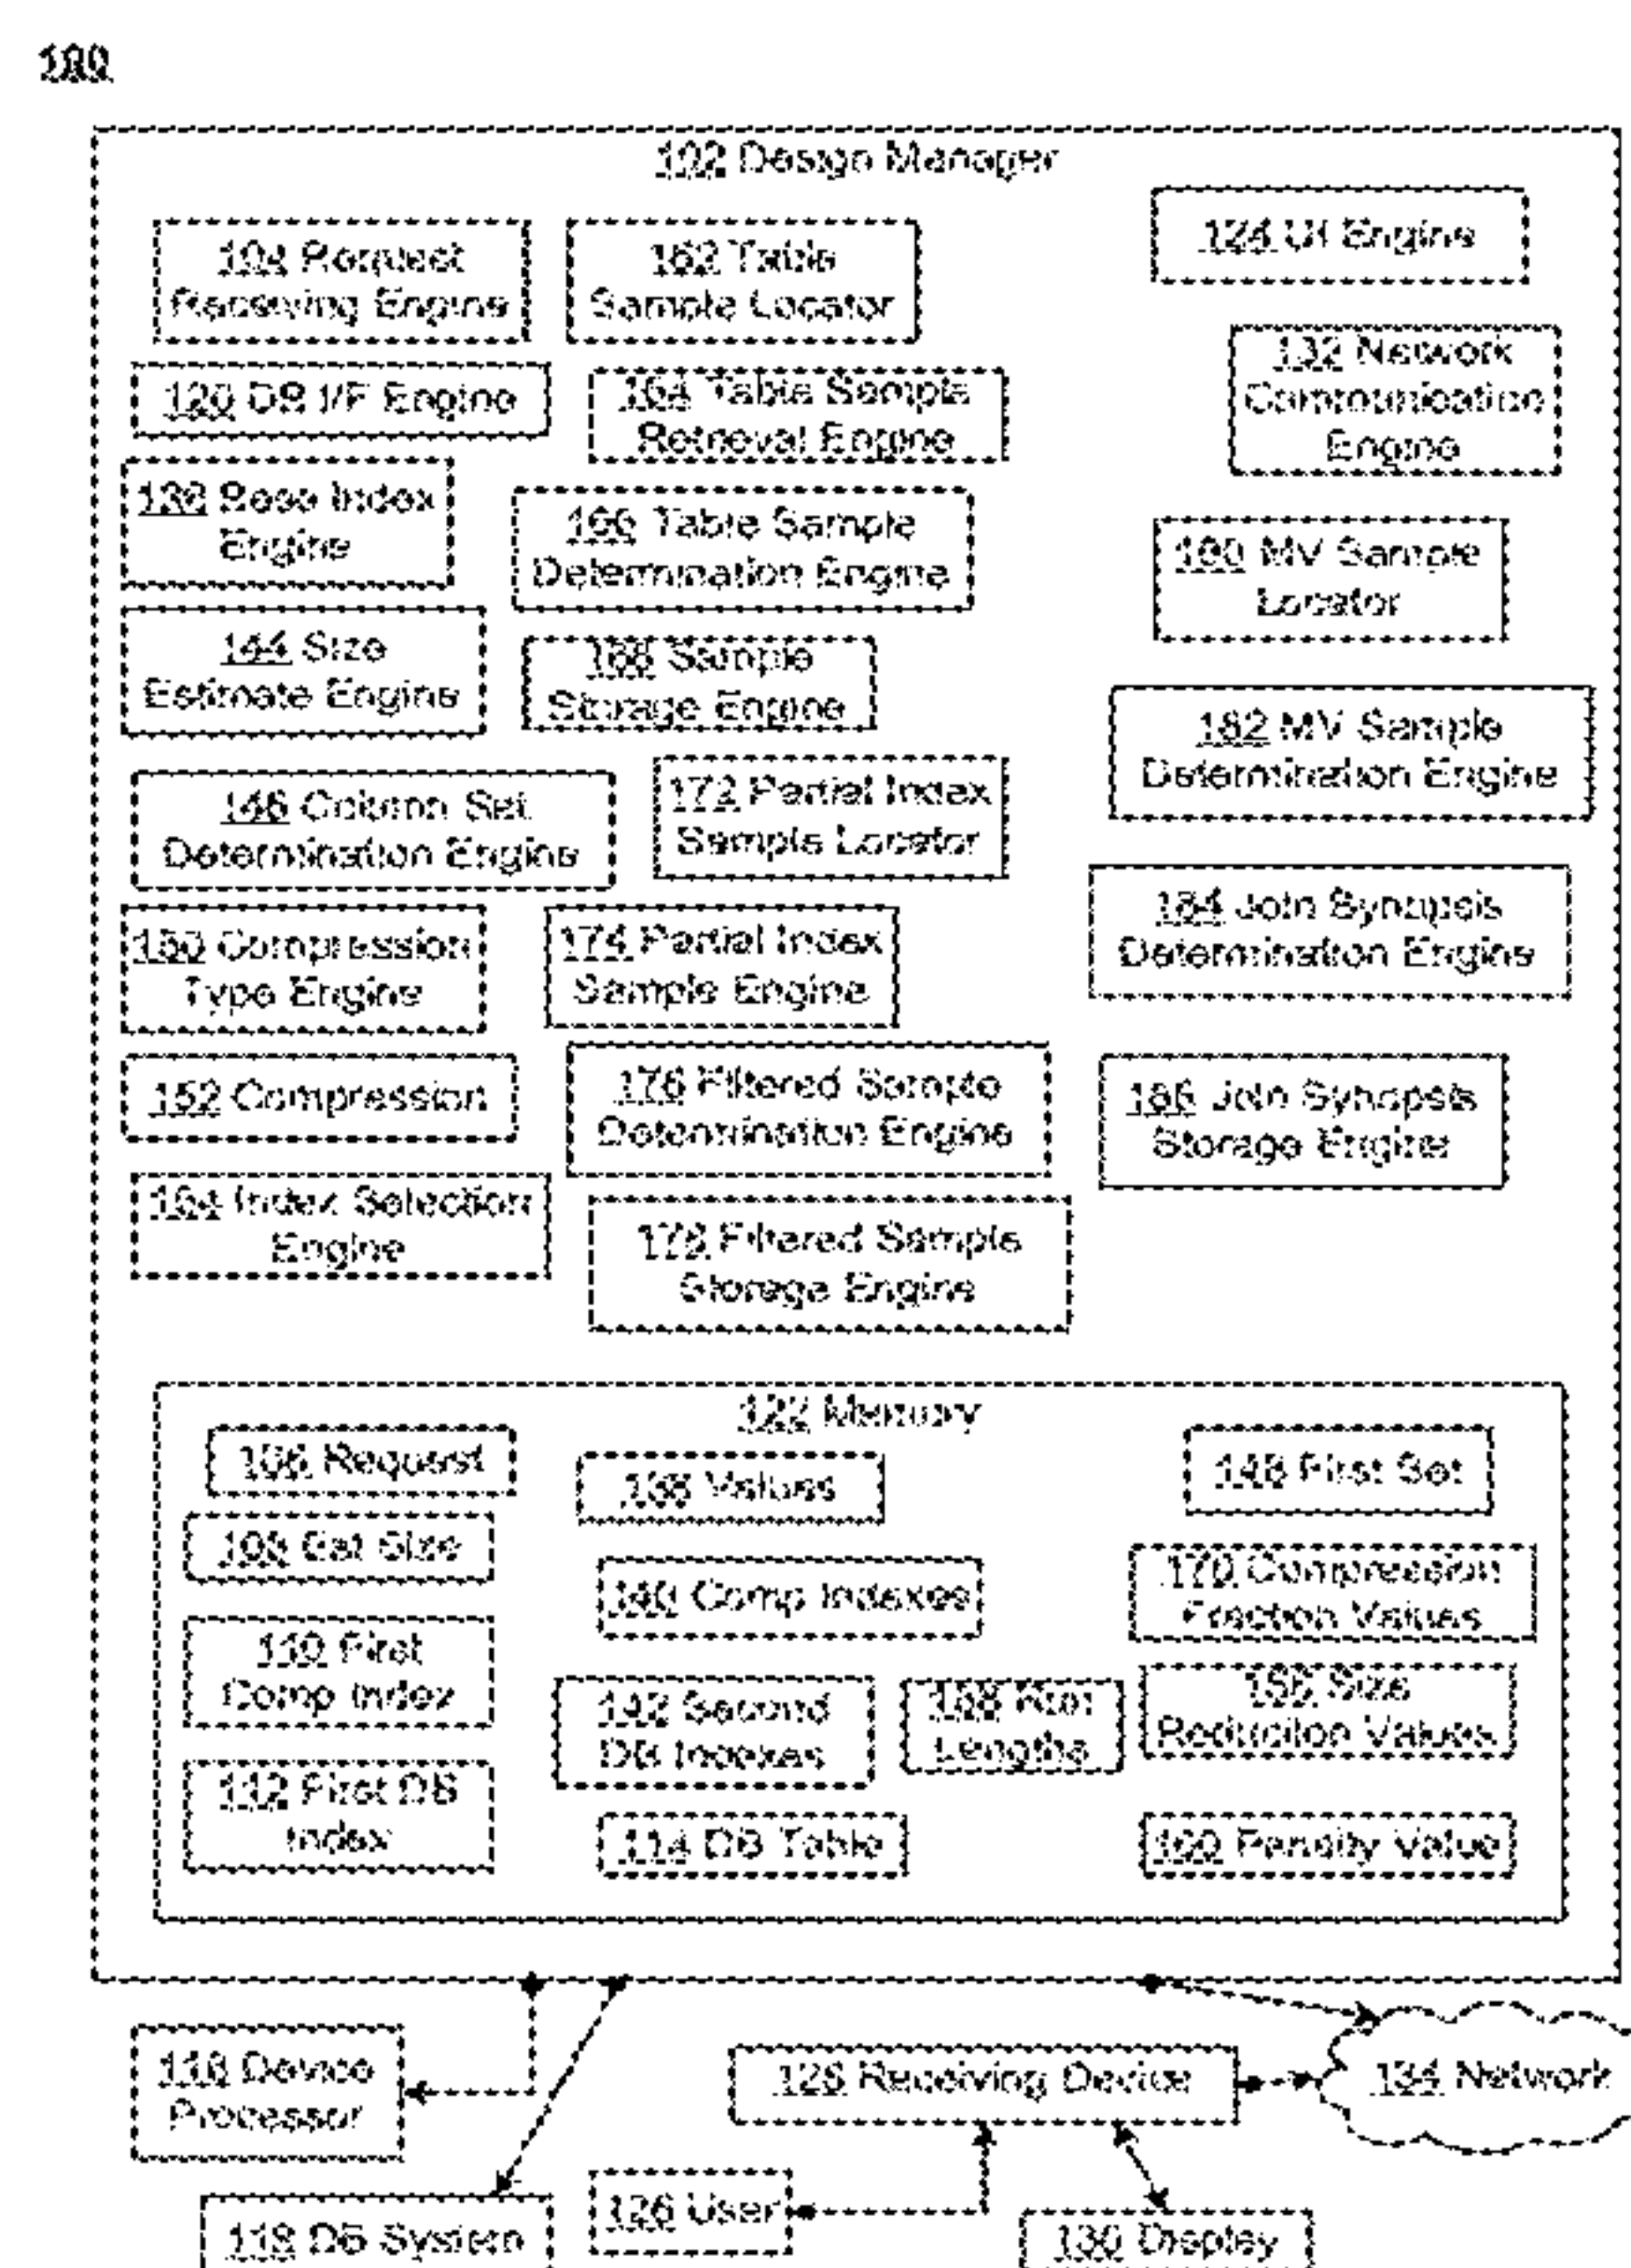 100
102 Design Manager
104 Request
Receiving Engine
162 Table
Sample Locator
124 UI Engine
120 DB I/F Engine
164 Table Sample
Retrieval Engine
132 Network
Communication
Engine
136 Base Index
Engine
166 Table Sample
Determination Engine
180 MV Sample
Locator
144 Size
Estimate Engine
168 Sample
Storage Engine
182 MV Sample
Determination Engine
146 Column Set
Determination Engine
172 Partial Index
Sample Locator
184 Join Synopsis
Determination Engine
150 Compression
Type Engine
174 Partial Index
Sample Engine
152 Compression
176 Filtered Sample
Determination Engine
186 Join Synopsis
Storage Engine
154 Index Selection
Engine
178 Filtered Sample
Storage Engine
122 Memory
106 Request
138 Values
148 First Set
108 Est Size
140 Comp Indexes
170 Compression
Fraction Values
110 First
Comp Index
142 Second
DB Indexes
Lengths
156 Size
Reduction Values
112 First DB
Index
114 DB Table
160 Penalty Value
116 Device
Processor
128 Receiving Device
134 Network
118 DB System
126 User
130 Display